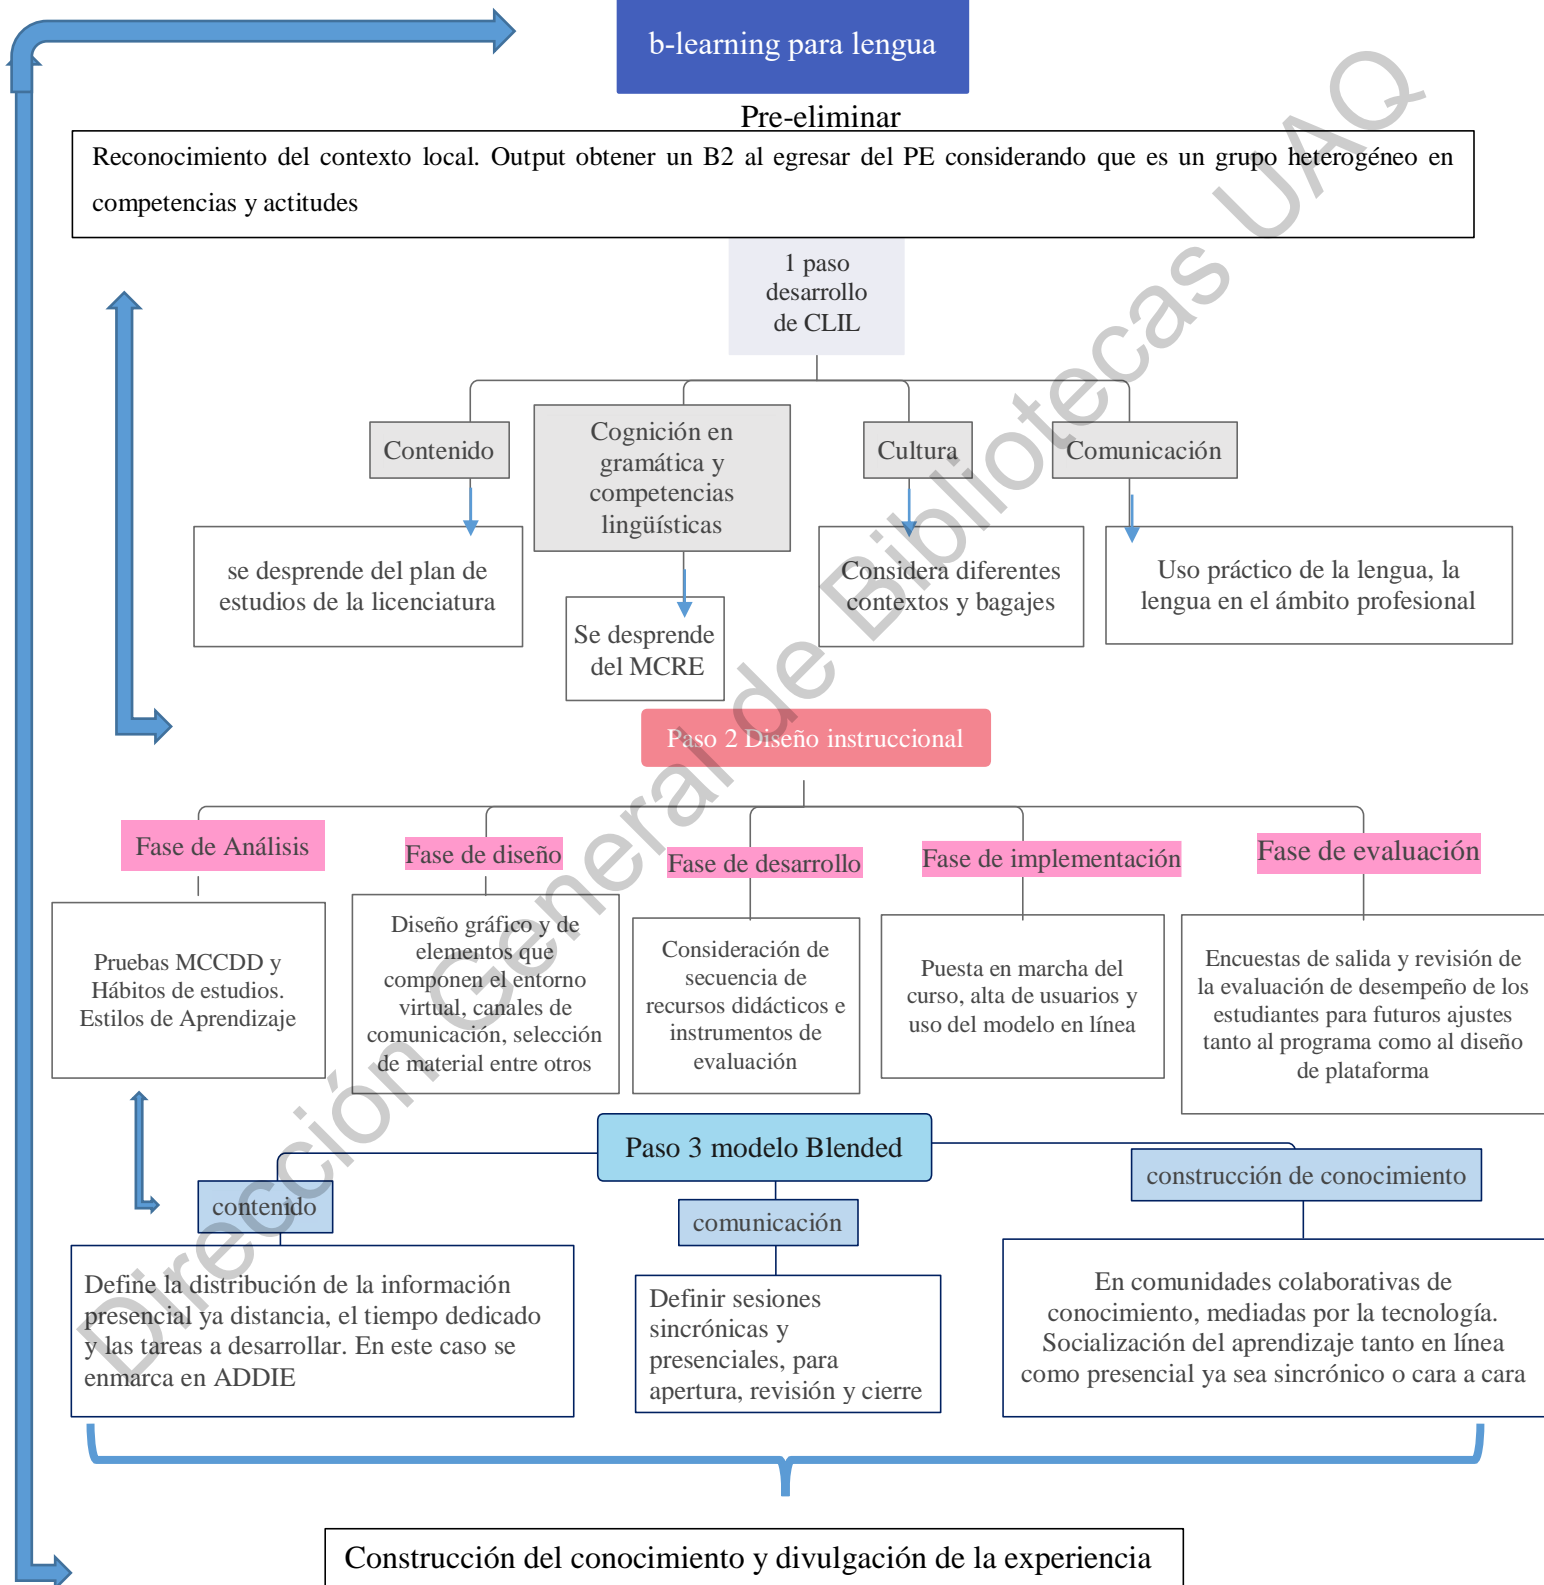 b-learning para lengua
Pre-eliminar
Reconocimiento del contexto local. Output obtener un B2 al egresar del PE considerando que es un grupo heterogéneo en
competencias y actitudes
1 paso
desarrollo
de CLIL
Contenido
Cognición en
gramática y
competencias
lingüísticas
Cultura
Comunicación
se desprende del plan de
estudios de la licenciatura
Se desprende
del MCRE
Considera diferentes
contextos y bagajes
Uso práctico de la lengua, la
lengua en el ámbito profesional
Paso 2 Diseño instruccional
Fase de Análisis
Fase de diseño
Fase de desarrollo
Fase de implementación
Fase de evaluación
Pruebas MCCDD y
Hábitos de estudios.
Estilos de Aprendizaje
Diseño gráfico y de
elementos que
componen el entorno
virtual, canales de
comunicación, selección
de material entre otros
Consideración de
secuencia de
recursos didácticos e
instrumentos de
evaluación
Puesta en marcha del
curso, alta de usuarios y
uso del modelo en línea
Encuestas de salida y revisión de
la evaluación de desempeño de los
estudiantes para futuros ajustes
tanto al programa como al diseño
de plataforma
Paso 3 modelo Blended
contenido
comunicación
construcción de conocimiento
Define la distribución de la información
presencial ya distancia, el tiempo dedicado
y las tareas a desarrollar. En este caso se
enmarca en ADDIE
Definir sesiones
sincrónicas y
presenciales, para
apertura, revisión y cierre
En comunidades colaborativas de
conocimiento, mediadas por la tecnología.
Socialización del aprendizaje tanto en línea
como presencial ya sea sincrónico o cara a cara
Construcción del conocimiento y divulgación de la experiencia
Dirección General de Bibliotecas UAQ